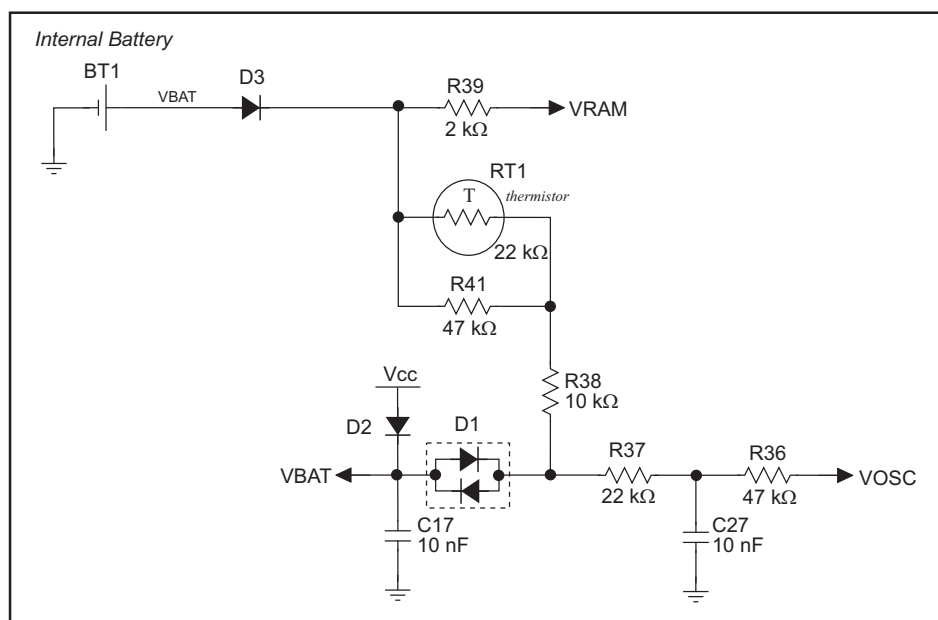 Internal Battery
BT1
VBAT
D3
R39
2 kΩ
VRAM
RT1
T
thermistor
22 kΩ
R41
47 kΩ
Vcc
D2
D1
R38
10 kΩ
R37
22 kΩ
R36
47 kΩ
VBAT
VOSC
C17
10 nF
C27
10 nF